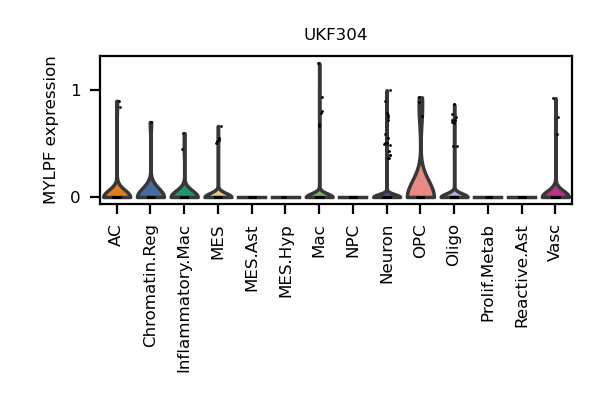 UKF304
MYLPF expression
1
0
AC
Chromatin.Reg
Inflammatory.Mac
MES
MES.Ast
MES.Hyp
Mac
NPC
Neuron
OPC
Oligo
Prolif.Metab
Reactive.Ast
Vasc